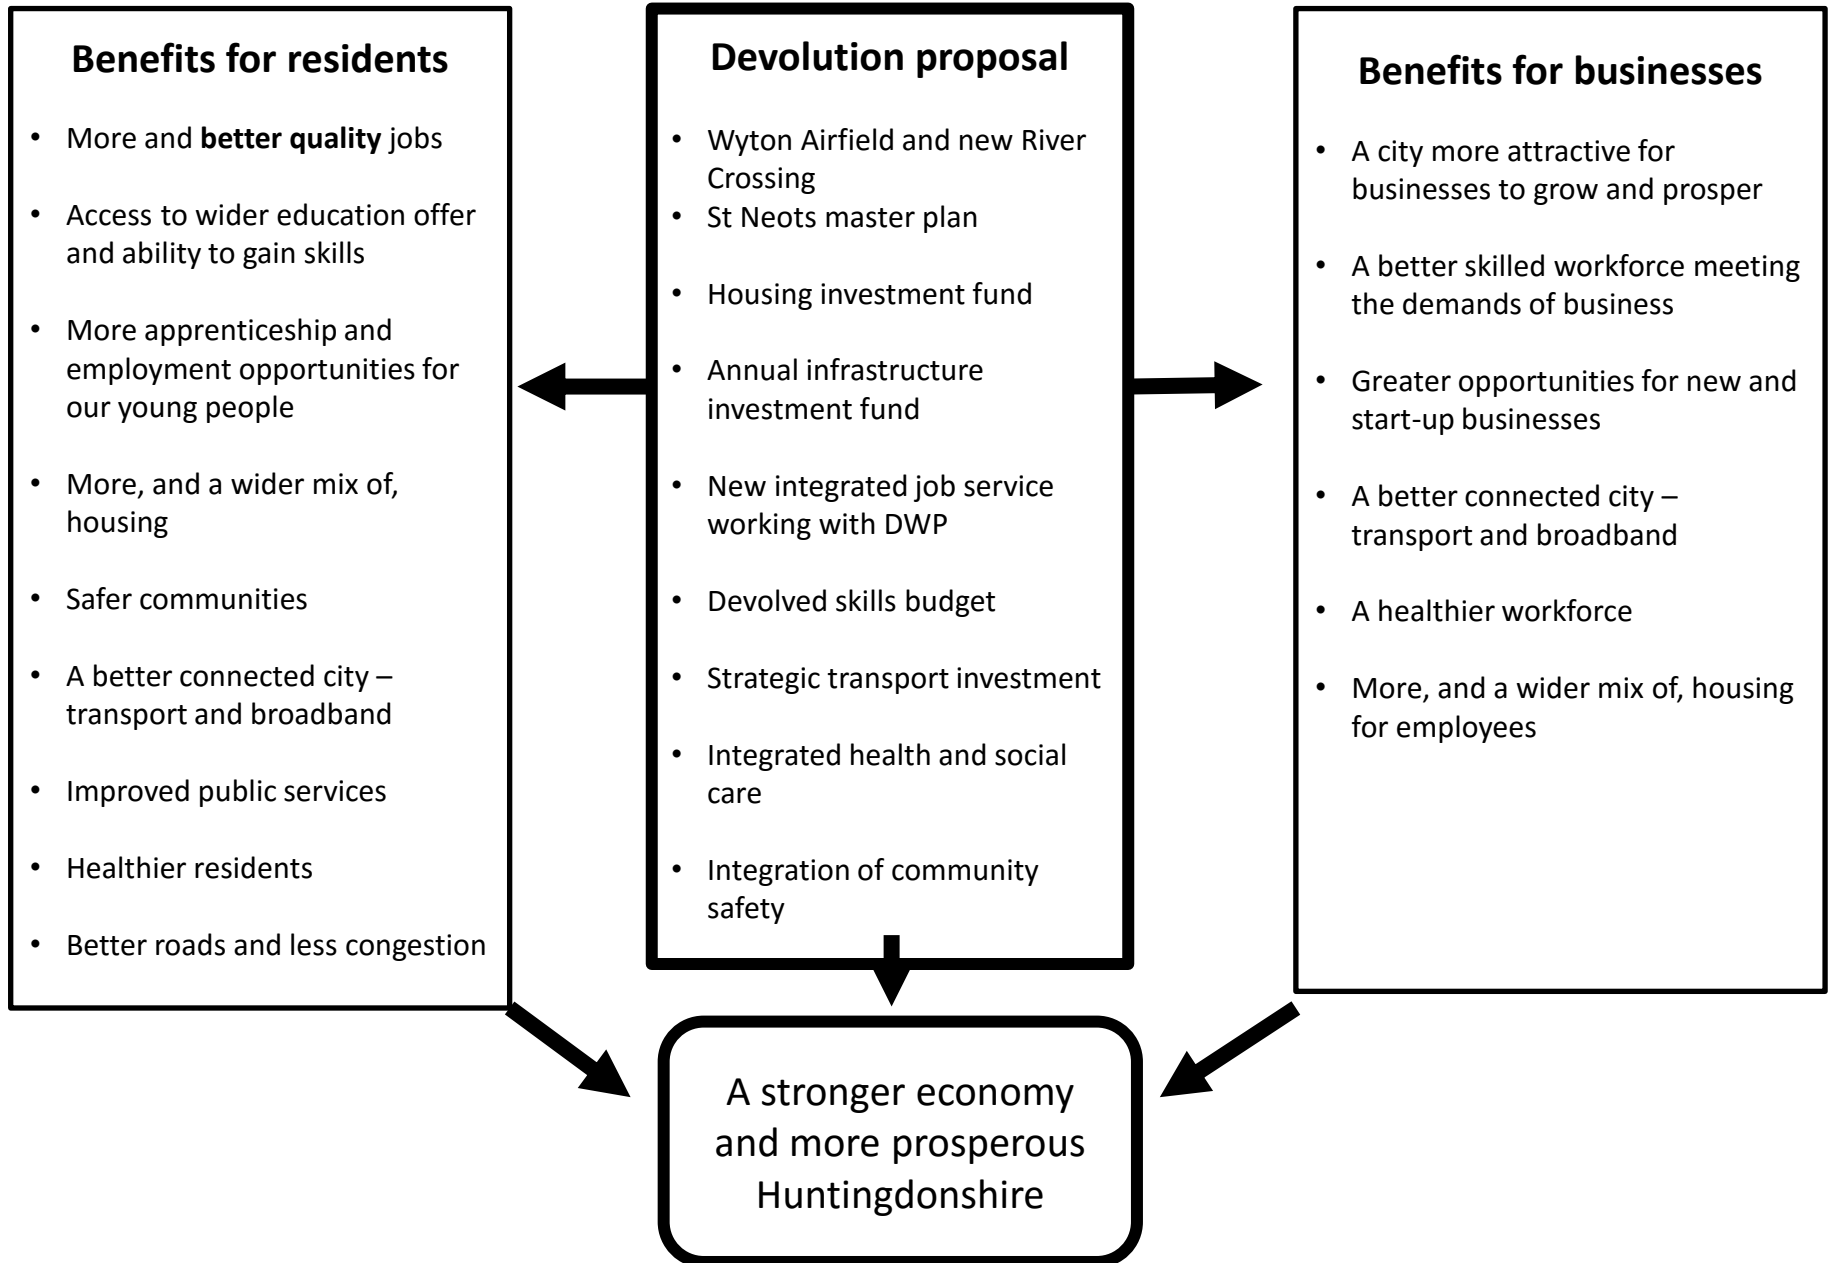 Benefits for residents
• More and better quality jobs
• Access to wider education offer
and ability to gain skills
• More apprenticeship and
employment opportunities for
our young people
• More, and a wider mix of,
housing
• Safer communities
• A better connected city –
transport and broadband
• Improved public services
• Healthier residents
• Better roads and less congestion
Devolution proposal
• Wyton Airfield and new River
Crossing
• St Neots master plan
• Housing investment fund
• Annual infrastructure
investment fund
• New integrated job service
working with DWP
• Devolved skills budget
• Strategic transport investment
• Integrated health and social
care
• Integration of community
safety
Benefits for businesses
• A city more attractive for
businesses to grow and prosper
• A better skilled workforce meeting
the demands of business
• Greater opportunities for new and
start-up businesses
• A better connected city –
transport and broadband
• A healthier workforce
• More, and a wider mix of, housing
for employees
A stronger economy
and more prosperous
Huntingdonshire